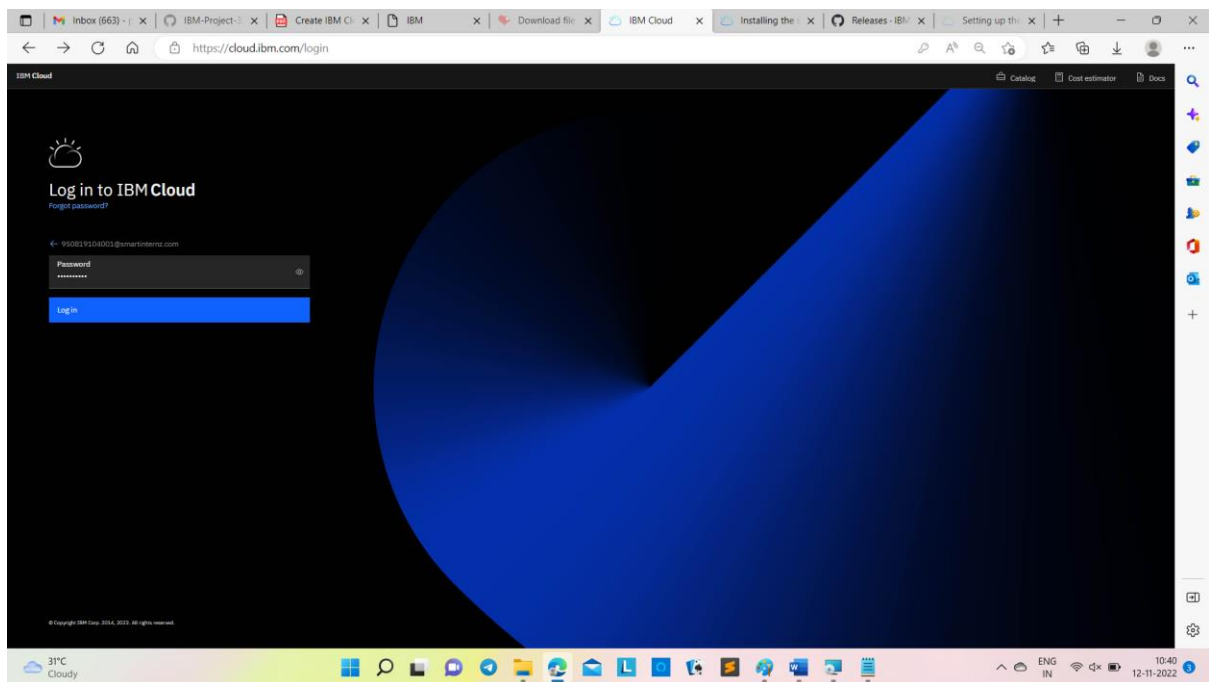 Inbox (663) - p
IBM-Project-3
Create IBM Cl
IBM
Download file
IBM Cloud
Installing the s
Releases · IBM
Setting up the
https://cloud.ibm.com/login
IBM Cloud
Catalog
Cost estimator
Docs
Log in to IBM Cloud
Forgot password?
950819104001@smartinternz.com
Password
Log in
© Copyright IBM Corp. 2014, 2022. All rights reserved.
31°C
Cloudy
ENG
IN
10:40
12-11-2022
3